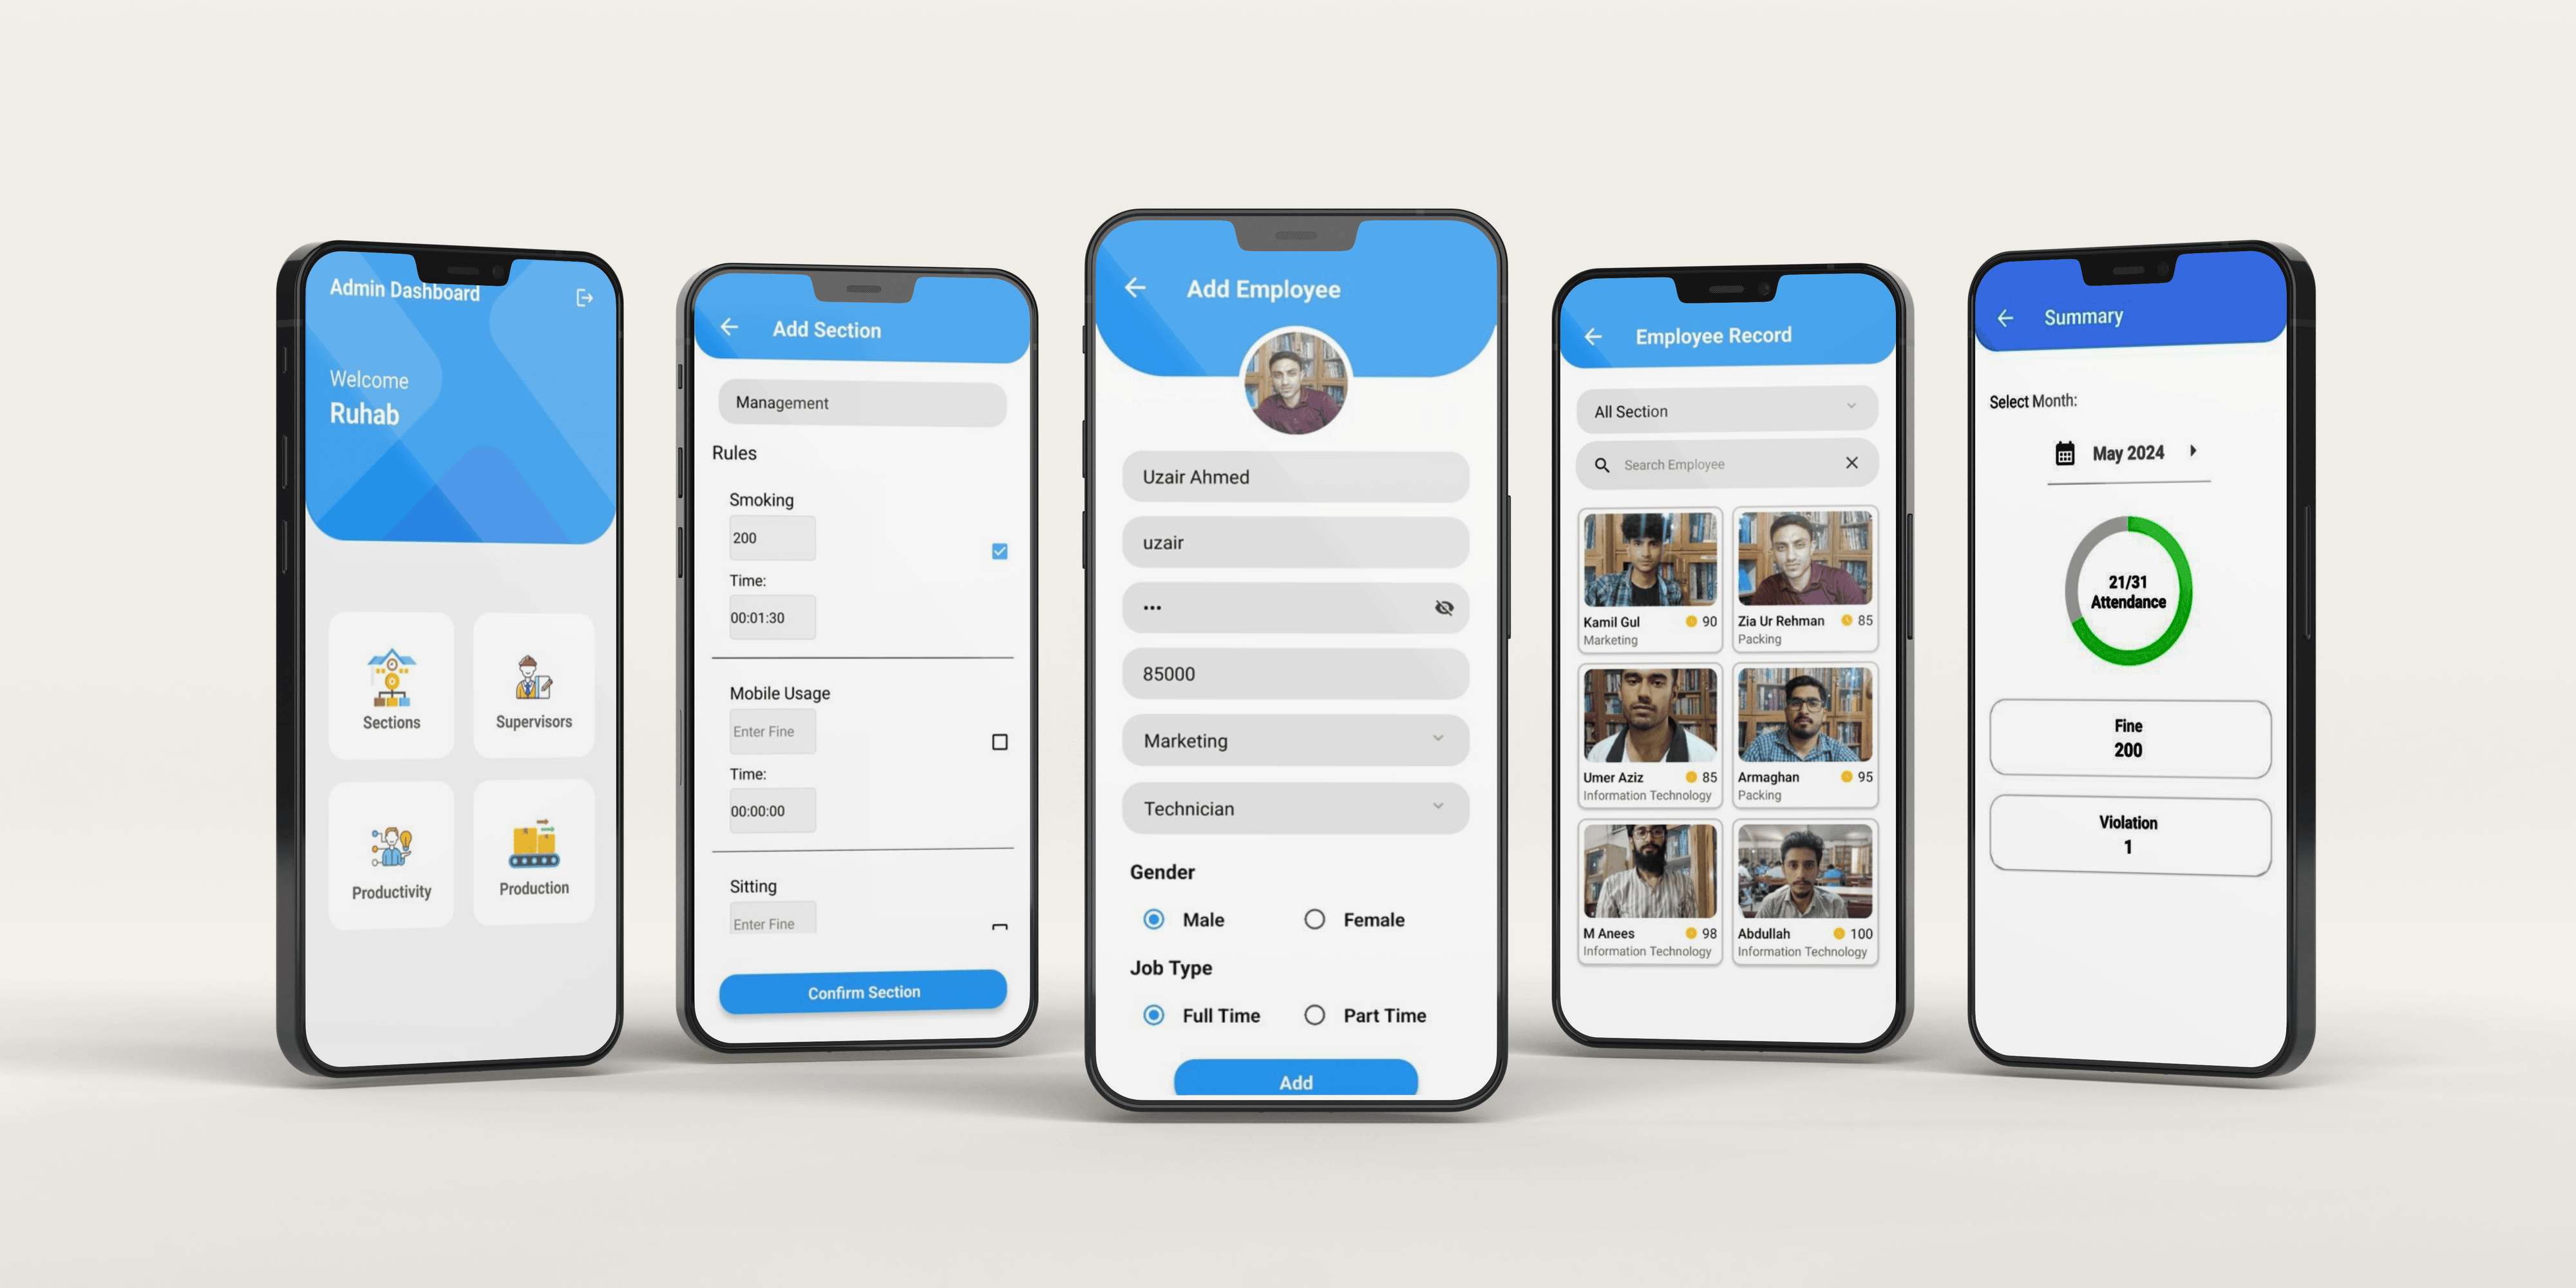 Admin Dashboard
Welcome
Ruhab
Sections
Supervisors
Productivity
Production
Add Section
Management
Rules
Smoking
200
Time:
00:01:30
Mobile Usage
Enter Fine
Time:
00:00:00
Sitting
Enter Fine
Confirm Section
Add Employee
Uzair Ahmed
uzair
•••
85000
Marketing
Technician
Gender
Male Female
Job Type
Full Time Part Time
Add
Employee Record
All Section
Search Employee
Kamil Gul 90
Marketing
Zia Ur Rehman 85
Packing
Umer Aziz 85
Information Technology
Armaghan 95
Packing
M Anees 98
Information Technology
Abdullah 100
Information Technology
Summary
Select Month:
May 2024
21/31
Attendance
Fine
200
Violation
1